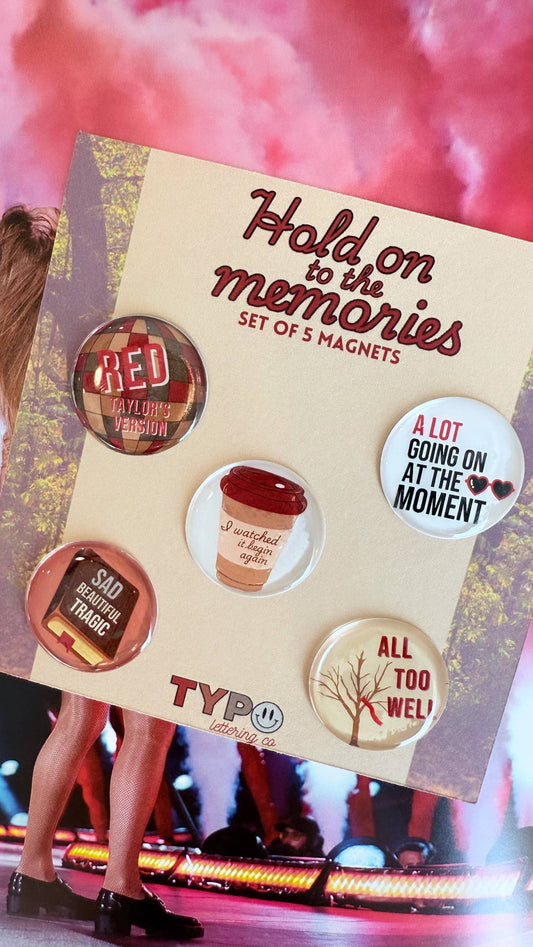 Hold on
to the
memories
SET OF 5 MAGNETS
RED
TAYLOR'S
VERSION
A LOT
GOING ON
AT THE
MOMENT
I watched
it begin
again
SAD
BEAUTIFUL
TRAGIC
ALL
TOO
WELL
TYPO
lettering co